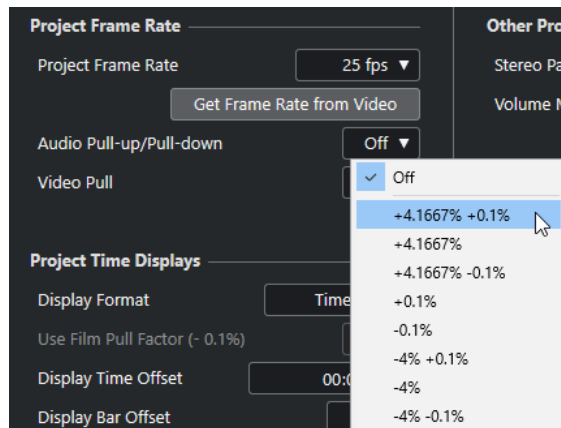 Project Frame Rate
Other Pro
Project Frame Rate
25 fps
Stereo Pa
Get Frame Rate from Video
Volume
Audio Pull-up/Pull-down
Off
Video Pull
Off
+4.1667% +0.1%
+4.1667%
Project Time Displays
+4.1667% -0.1%
Display Format
Time
+0.1%
Use Film Pull Factor (- 0.1%)
-0.1%
-4% +0.1%
Display Time Offset
00:0
-4%
Display Bar Offset
-4% -0.1%